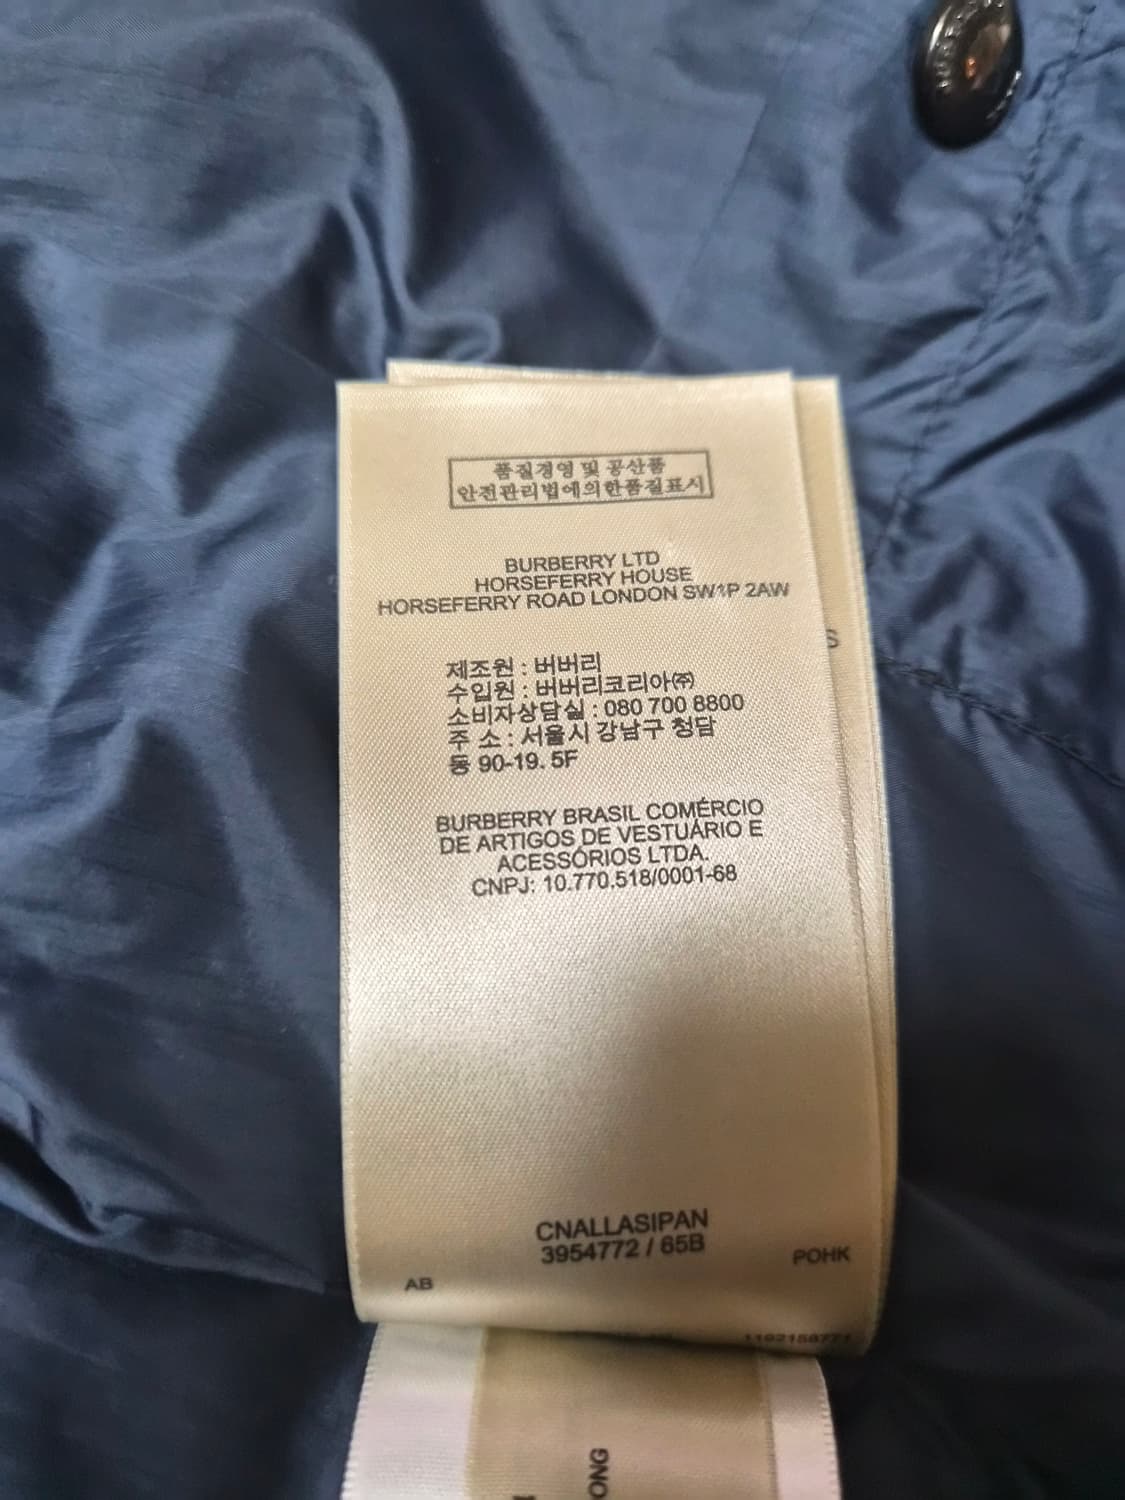 품질경영 및 공산품
안전관리법에의한품질표시
BURBERRY LTD
HORSEFERRY HOUSE
HORSEFERRY ROAD LONDON SW1P 2AW
제조원 : 버버리
수입원 : 버버리코리아㈜
소비자상담실 : 080 700 8800
주 소 : 서울시 강남구 청담
동 90-19. 5F
S
BURBERRY BRASIL COMÉRCIO
DE ARTIGOS DE VESTUÁRIO E
ACESSÓRIOS LTDA.
CNPJ: 10.770.518/0001-68
CNALLASIPAN
3954772 / 65B
POHK
AB
ONG